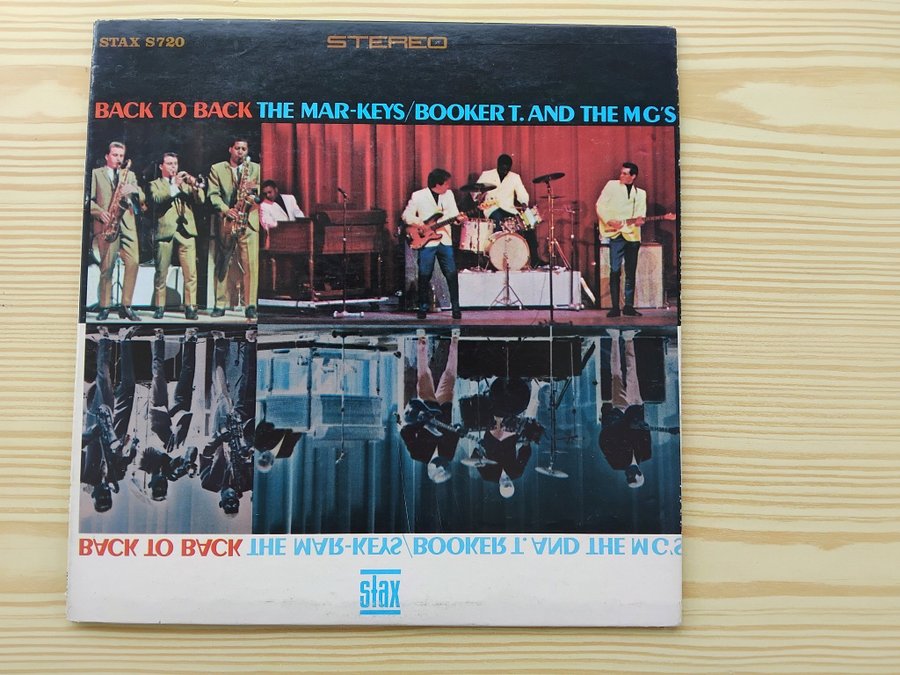 STAX S720 STEREO
BACK TO BACK THE MAR-KEYS/BOOKER T. AND THE MG'S
BACK TO BACK THE MAR-KEYS/BOOKER T. AND THE MG'S
stax